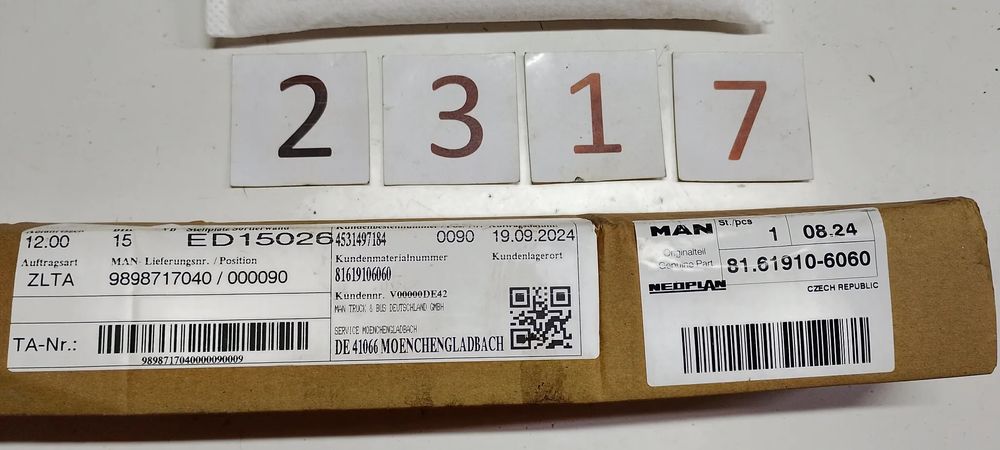 2 3 1 7
12.00 15 ED15026
Auftragsart MAN- Lieferungsnr. / Position
ZLTA 9898717040 / 000090
TA-Nr.:
9898717040000090009
4531497184 0090 19.09.2024
Kundenmaterialnummer Kundenlagerort
81619106060
Kundennr. V00000DE42
MAN TRUCK & BUS DEUTSCHLAND GMBH
SERVICE MOENCHENGLADBACH
DE 41066 MOENCHENGLADBACH
MAN St./pcs 1 08.24
Originalteil
Genuine Part 81.61910-6060
NEOPLAN CZECH REPUBLIC